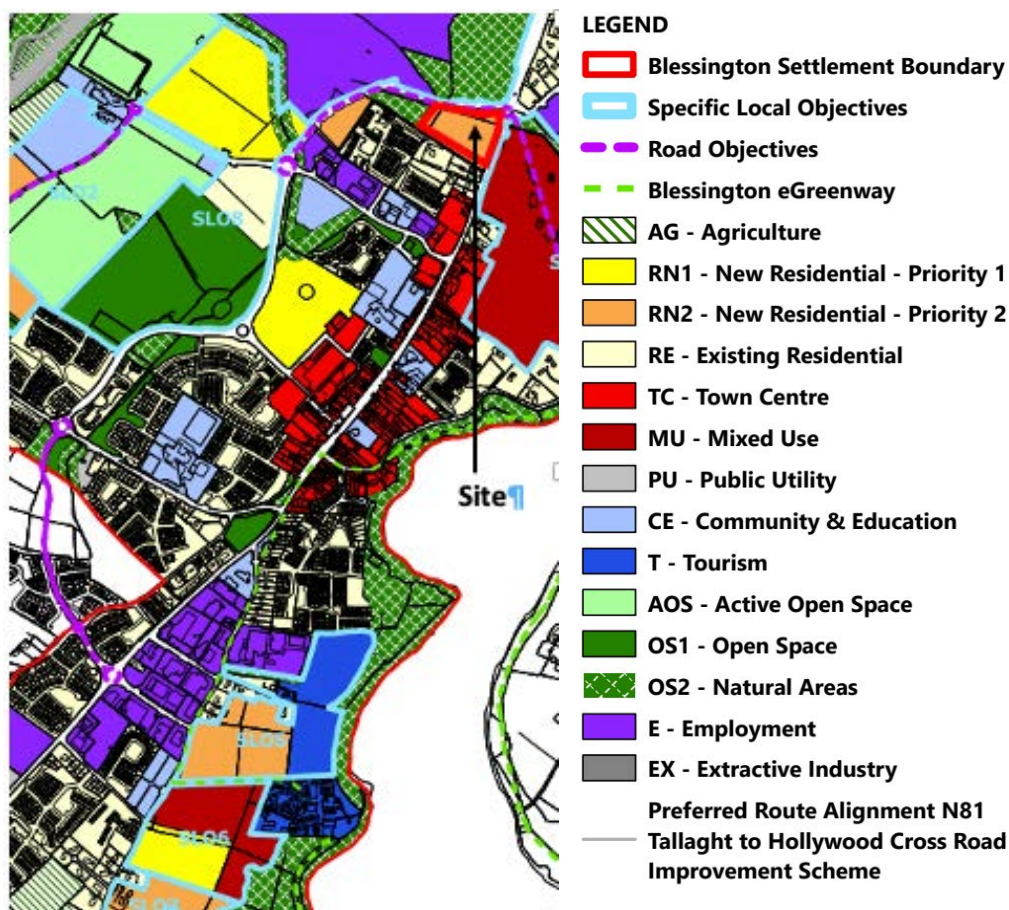 SLO2
SLO8
S
Site¶
SLO5
SLO6
SLO6
LEGEND
Blessington Settlement Boundary
Specific Local Objectives
Road Objectives
Blessington eGreenway
AG - Agriculture
RN1 - New Residential - Priority 1
RN2 - New Residential - Priority 2
RE - Existing Residential
TC - Town Centre
MU - Mixed Use
PU - Public Utility
CE - Community & Education
T - Tourism
AOS - Active Open Space
OS1 - Open Space
OS2 - Natural Areas
E - Employment
EX - Extractive Industry
Preferred Route Alignment N81
Tallaght to Hollywood Cross Road
Improvement Scheme